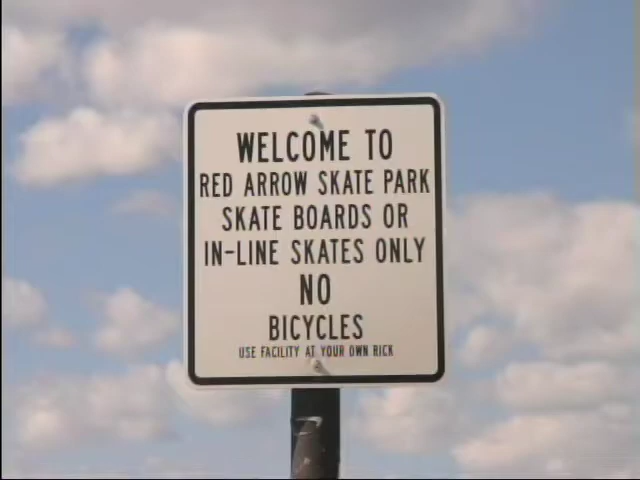 WELCOME TO
RED ARROW SKATE PARK
SKATE BOARDS OR
IN-LINE SKATES ONLY
NO
BICYCLES
USE FACILITY AT YOUR OWN RICK